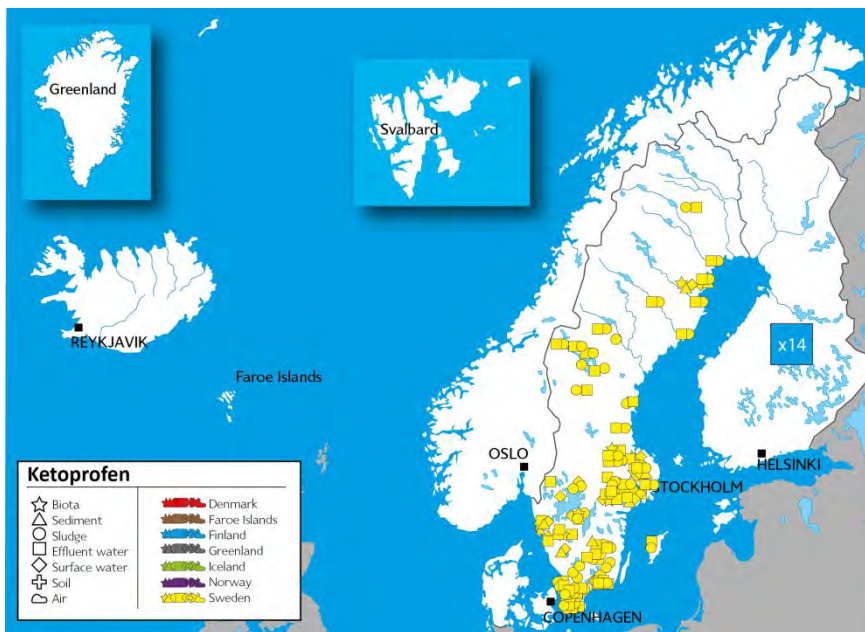 Greenland
Svalbard
REYKJAVIK
Faroe Islands
x14
OSLO
HELSINKI
STOCKHOLM
COPENHAGEN
Ketoprofen
Biota
Sediment
Sludge
Effluent water
Surface water
Soil
Air
Denmark
Faroe Islands
Finland
Greenland
Iceland
Norway
Sweden